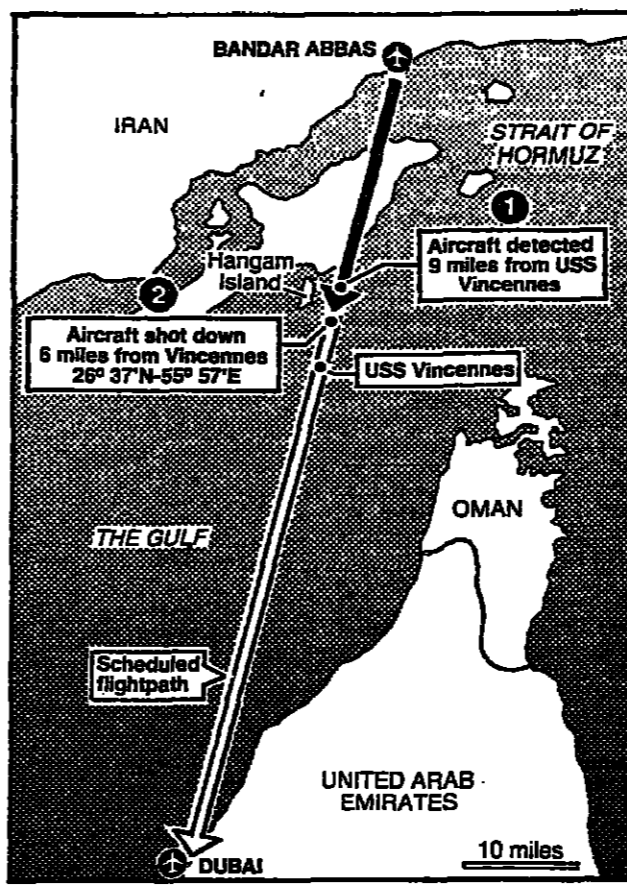 BANDAR ABBAS
IRAN
STRAIT OF
HORMUZ
1
Aircraft detected
9 miles from USS
Vincennes
Hangam
Island
2
Aircraft shot down
6 miles from Vincennes
26º 37'N-55º 57'E
USS Vincennes
OMAN
THE GULF
Scheduled
flightpath
UNITED ARAB
EMIRATES
10 miles
DUBAI